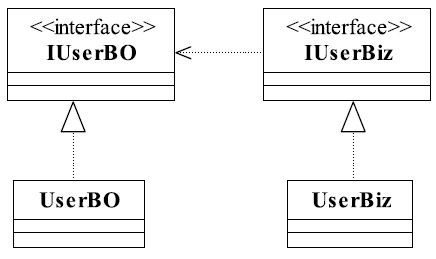 <<interface>>
IUserBO
<<interface>>
IUserBiz
UserBO
UserBiz